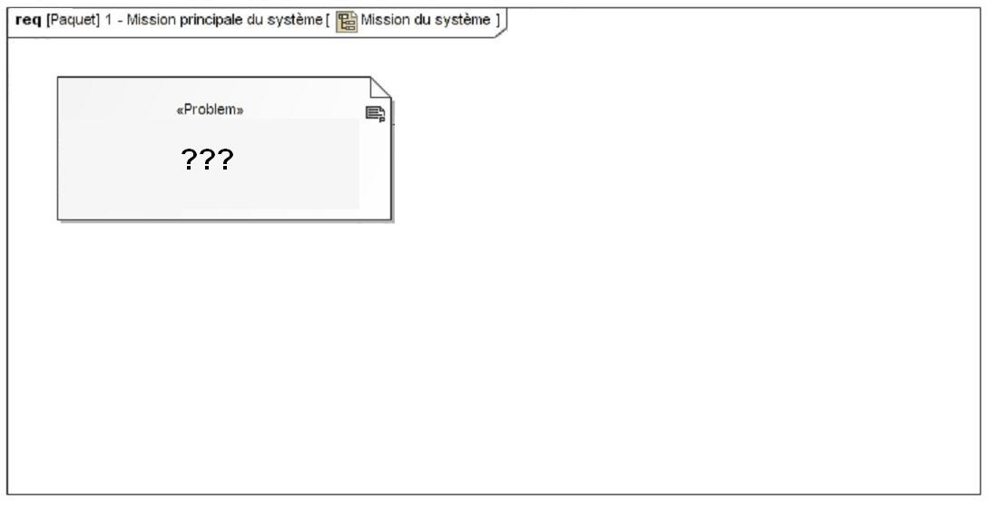 req [Paquet] 1 - Mission principale du système [ Mission du système ]
«Problem»
???